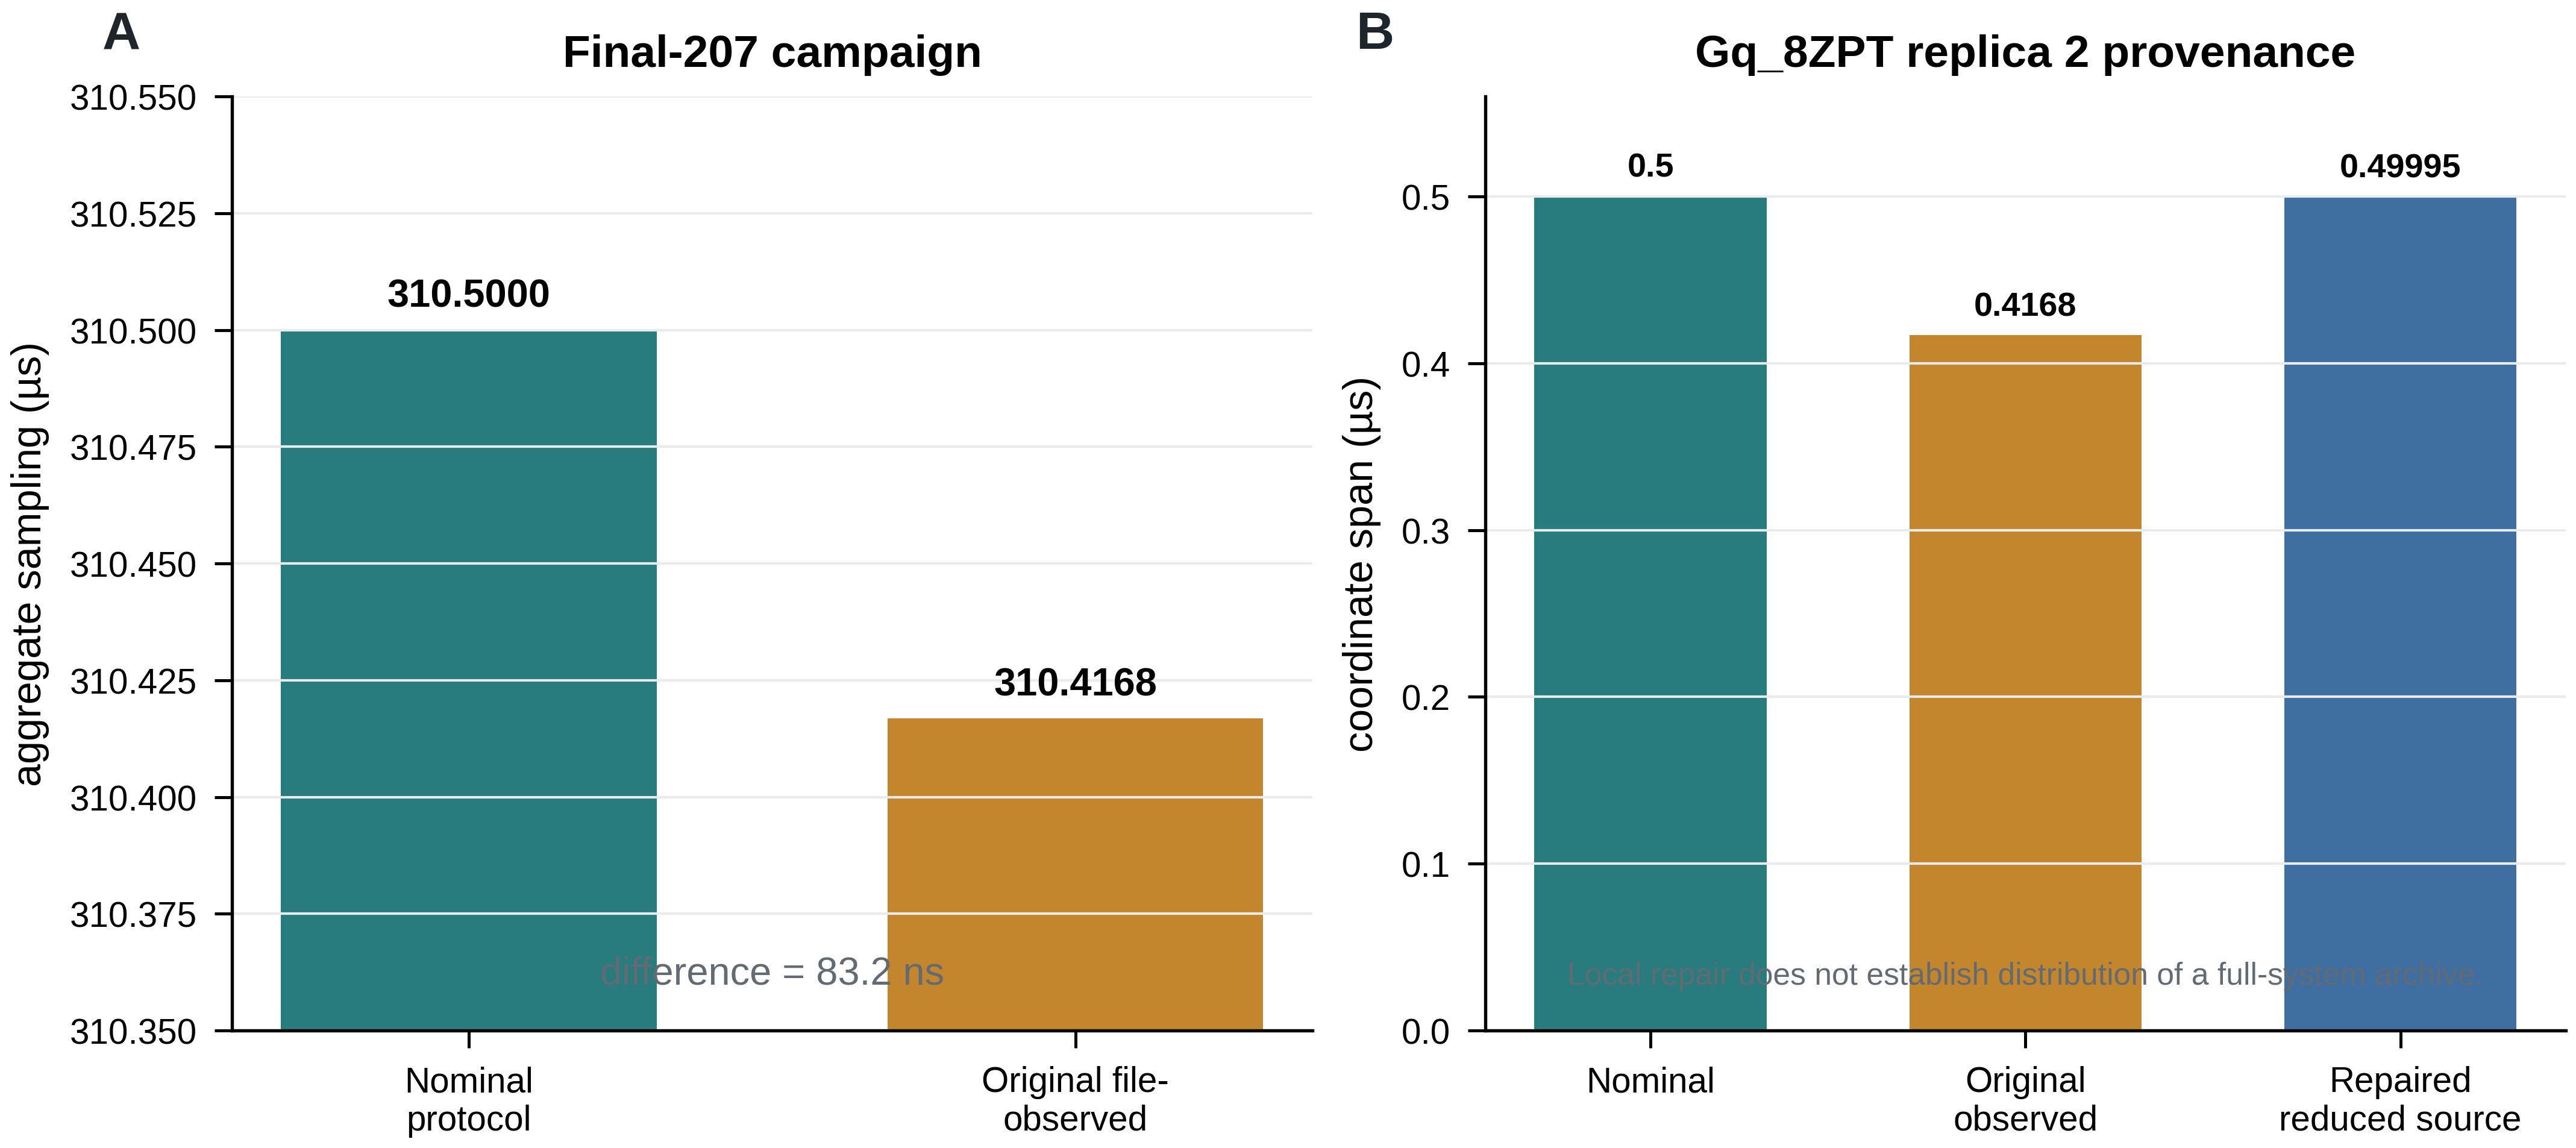 A
Final-207 campaign
310.550
310.525
310.500
310.475
310.450
310.425
310.400
310.375
310.350
aggregate sampling (µs)
310.5000
310.4168
difference = 83.2 ns
Nominal
protocol
Original file-
observed
B
Gq_8ZPT replica 2 provenance
0.5
0.4
0.3
0.2
0.1
0.0
coordinate span (µs)
0.5
0.4168
0.49995
Local repair does not establish distribution of a full-system archive.
Nominal
Original
observed
Repaired
reduced source